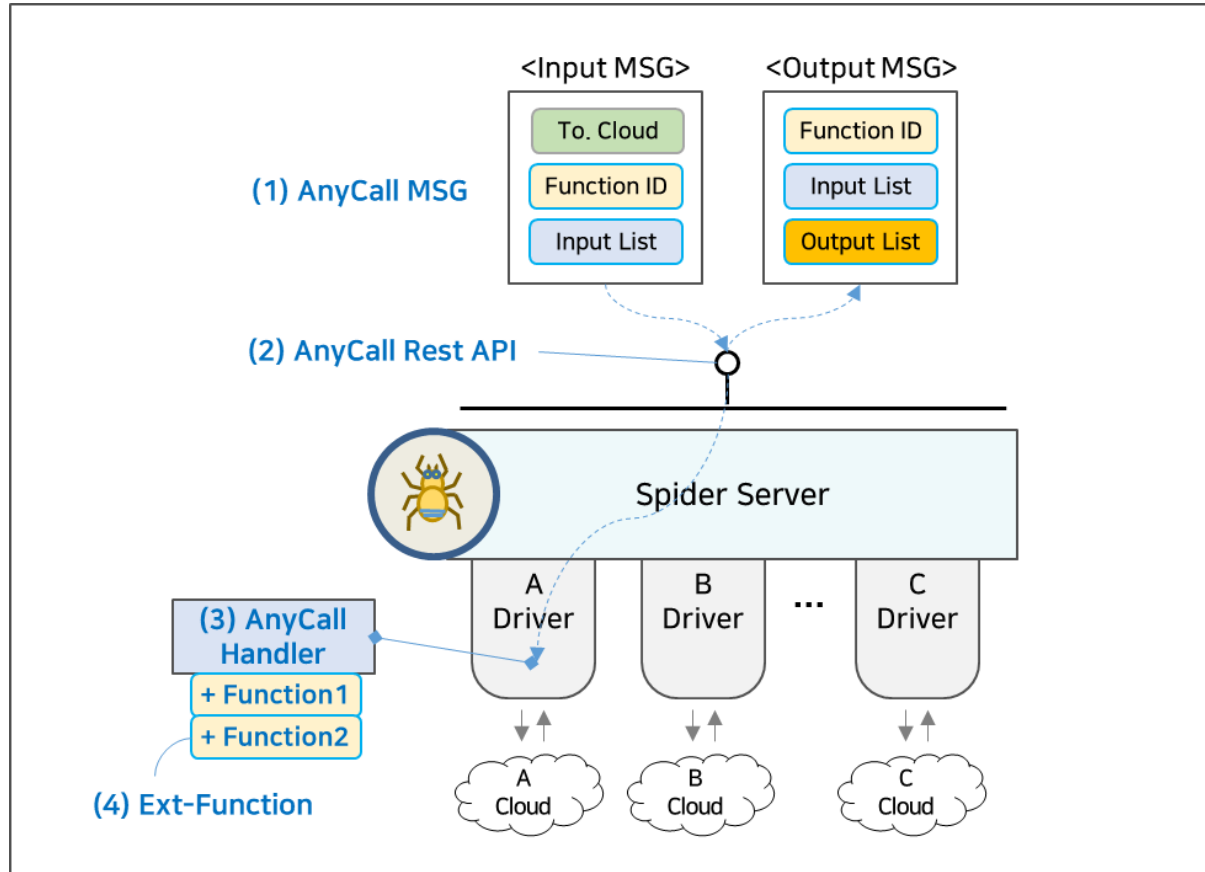 <Input MSG>
<Output MSG>
(1) AnyCall MSG
To. Cloud
Function ID
Input List
Function ID
Input List
Output List
(2) AnyCall Rest API
Spider Server
A
Driver
B
Driver
...
C
Driver
(3) AnyCall
Handler
+ Function1
+ Function2
(4) Ext-Function
A
Cloud
B
Cloud
C
Cloud